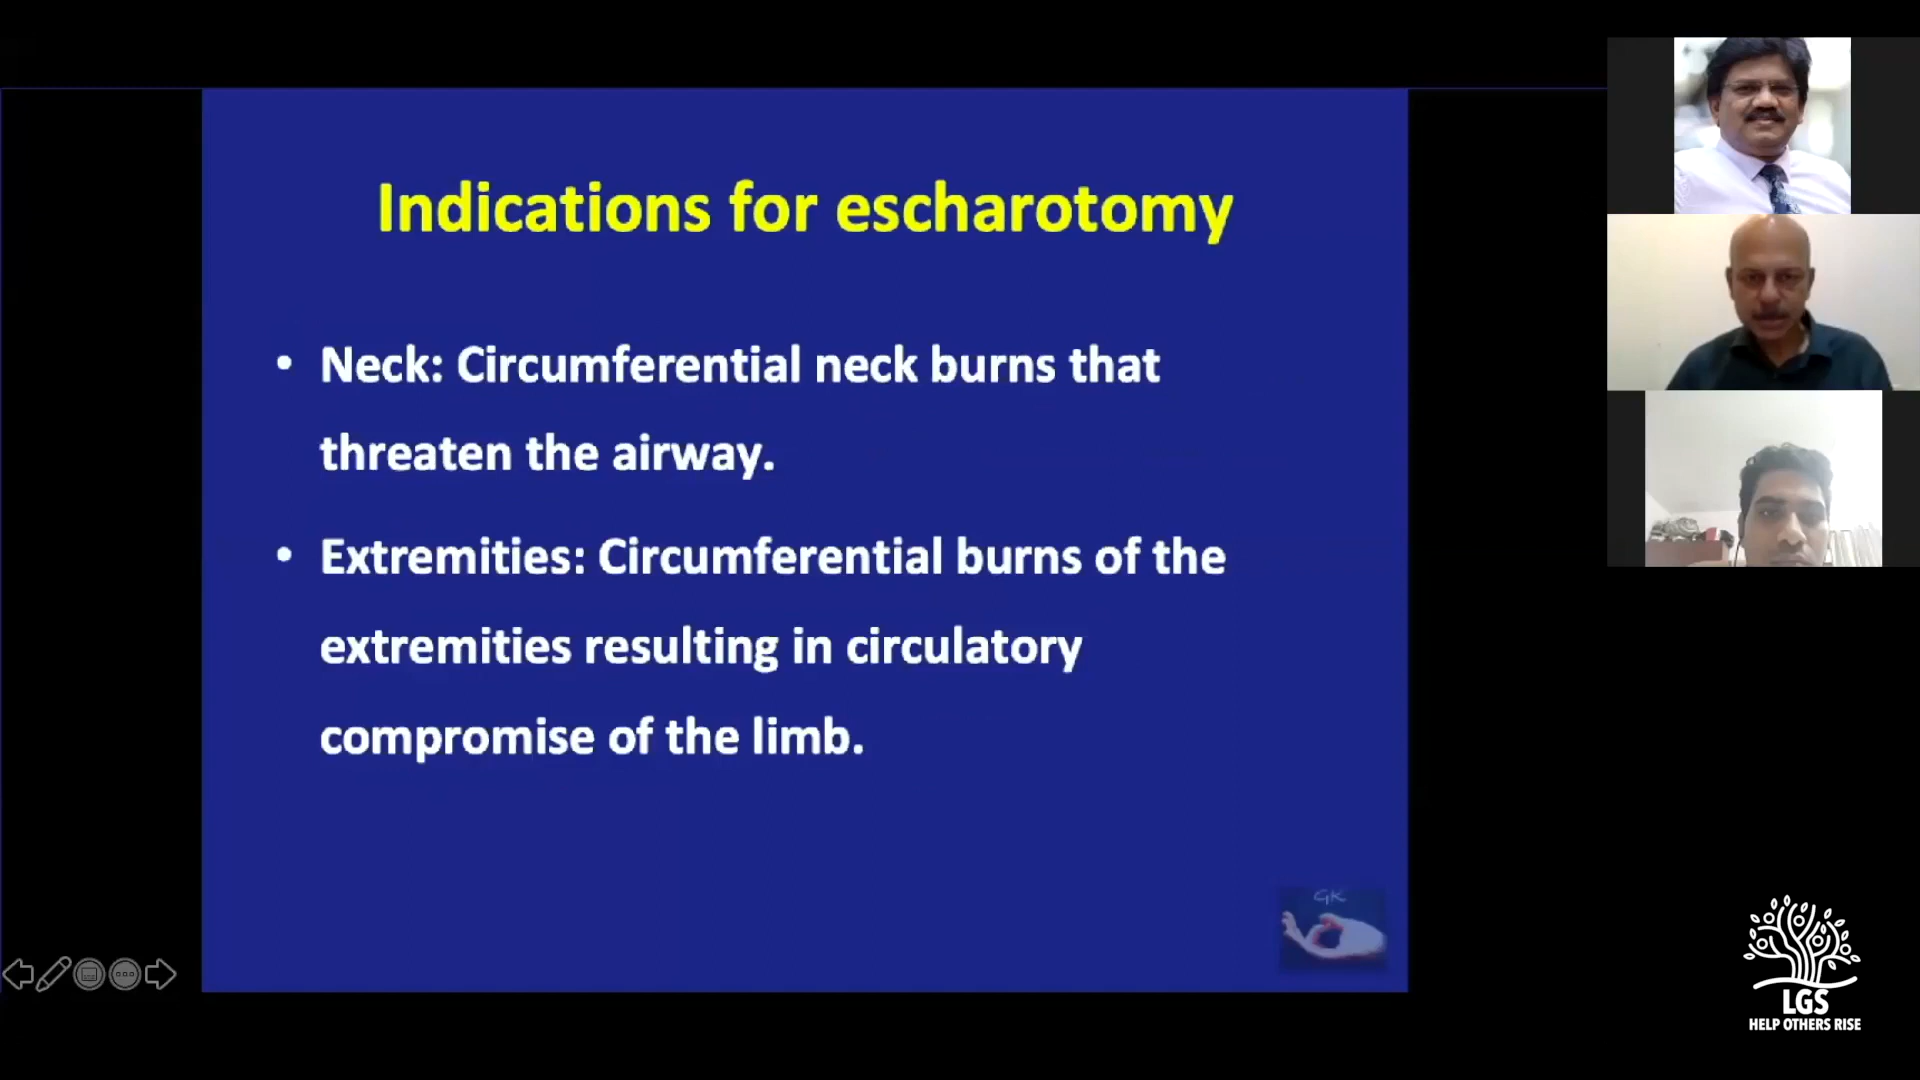 Indications for escharotomy
• Neck: Circumferential neck burns that
threaten the airway.
• Extremities: Circumferential burns of the
extremities resulting in circulatory
compromise of the limb.
GK
LGS
HELP OTHERS RISE